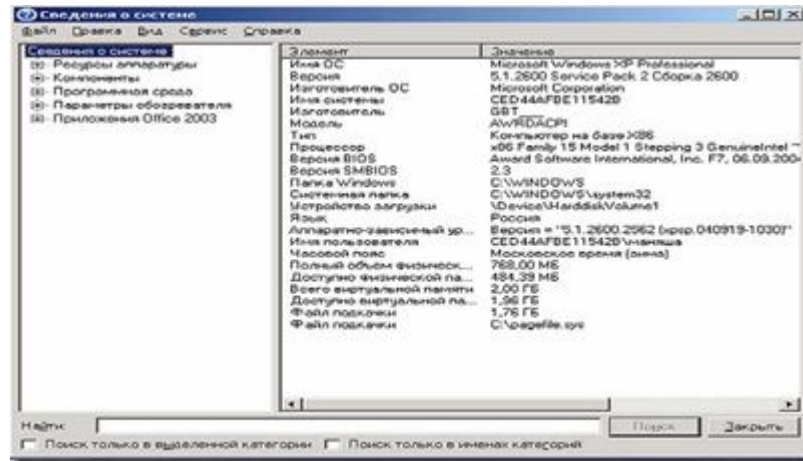 Сведения о системе
Файл Правка Вид Сервис Справка
Сведения о системе
Ресурсы аппаратуры
Компоненты
Программная среда
Параметры обозревателя
Приложения Office 2003
Элемент Значение
Имя ОС Microsoft Windows XP Professional
Версия 5.1.2600 Service Pack 2 Сборка 2600
Изготовитель ОС Microsoft Corporation
Имя системы CED44AFBE115428
Изготовитель GBT___
Модель AWRDACPI
Тип Компьютер на базе X86
Процессор x86 Family 15 Model 1 Stepping 3 GenuineIntel ~
Версия BIOS Award Software International, Inc. F7, 06.09.200
Версия SMBIOS 2.3
Папка Windows C:\WINDOWS
Системная папка C:\WINDOWS\system32
Устройство загрузки \Device\HarddiskVolume1
Язык Россия
Аппаратно-зависимый ур... Версия = "5.1.2600.2562 (xpsp.040919-1030)"
Имя пользователя CED44AFBE115428\маняша
Часовой пояс Московское время (зима)
Полный объем физическ... 768,00 МБ
Доступно физической па... 484,39 МБ
Всего виртуальной памяти 2,00 ГБ
Доступно виртуальной па... 1,96 ГБ
Файл подкачки 1,76 ГБ
Файл подкачки C:\pagefile.sys
Найти: Поиск Закрыть
Поиск только в выделенной категории Поиск только в именах категорий